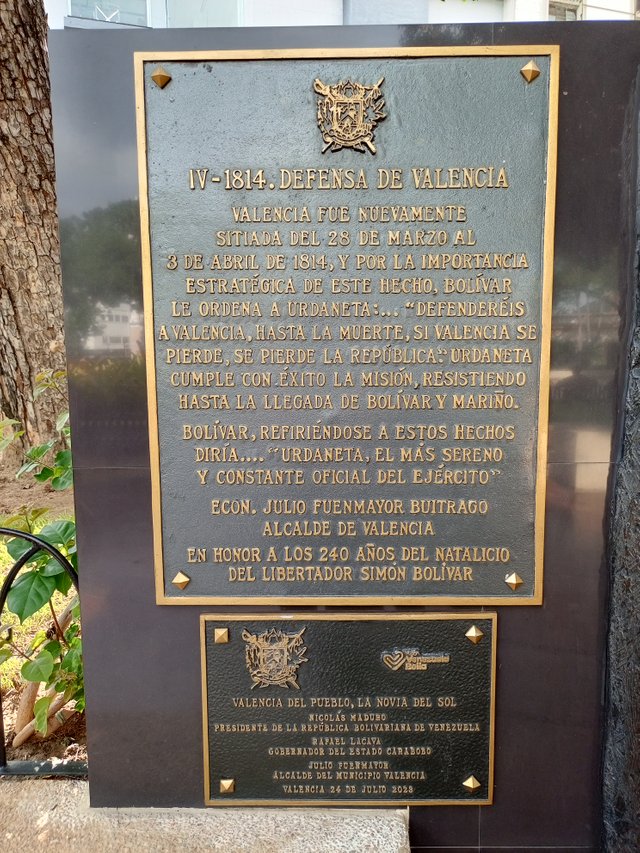 IV-1814. DEFENSA DE VALENCIA
VALENCIA FUE NUEVAMENTE
SITIADA DEL 28 DE MARZO AL
3 DE ABRIL DE 1814, Y POR LA IMPORTANCIA
ESTRATÉGICA DE ESTE HECHO, BOLÍVAR
LE ORDENA A URDANETA:... "DEFENDERÉIS
A VALENCIA, HASTA LA MUERTE, SI VALENCIA SE
PIERDE, SE PIERDE LA REPÚBLICA". URDANETA
CUMPLE CON ÉXITO LA MISIÓN, RESISTIENDO
HASTA LA LLEGADA DE BOLÍVAR Y MARIÑO.
BOLÍVAR, REFIRIÉNDOSE A ESTOS HECHOS
DIRÍA.... "URDANETA, EL MÁS SERENO
Y CONSTANTE OFICIAL DEL EJÉRCITO"
ECON. JULIO FUENMAYOR BUITRAGO
ALCALDE DE VALENCIA
EN HONOR A LOS 240 AÑOS DEL NATALICIO
DEL LIBERTADOR SIMÓN BOLÍVAR
Venezuela
Bella
VALENCIA DEL PUEBLO, LA NOVIA DEL SOL
NICOLÁS MADURO
PRESIDENTE DE LA REPÚBLICA BOLIVARIANA DE VENEZUELA
RAFAEL LACAVA
GOBERNADOR DEL ESTADO CARABOBO
JULIO FUENMAYOR
ALCALDE DEL MUNICIPIO VALENCIA
VALENCIA 24 DE JULIO 2023